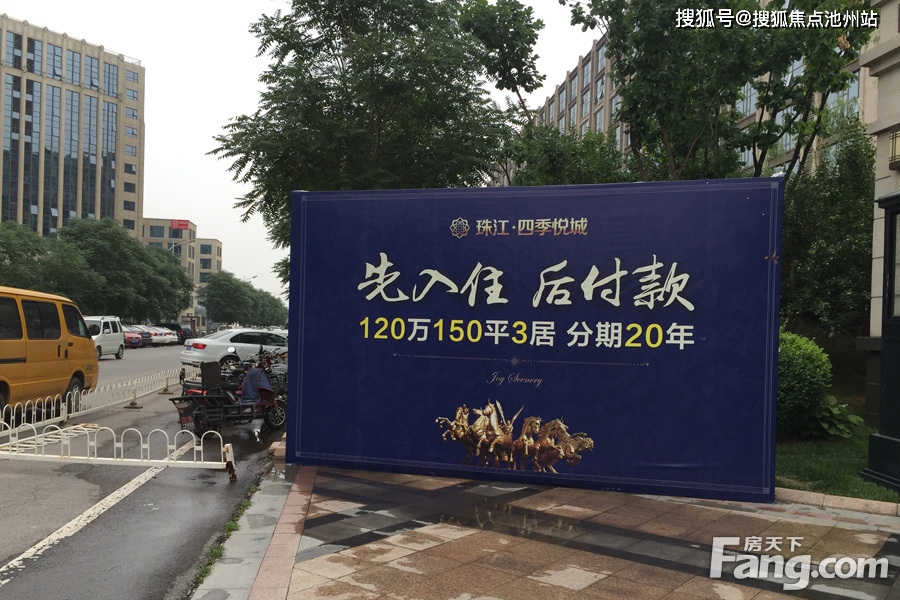 搜狐号@搜狐焦点池州站
珠江·四季悦城
先入住 后付款
120万150平3居 分期20年
Joy Scenery
房天下
Fang.com